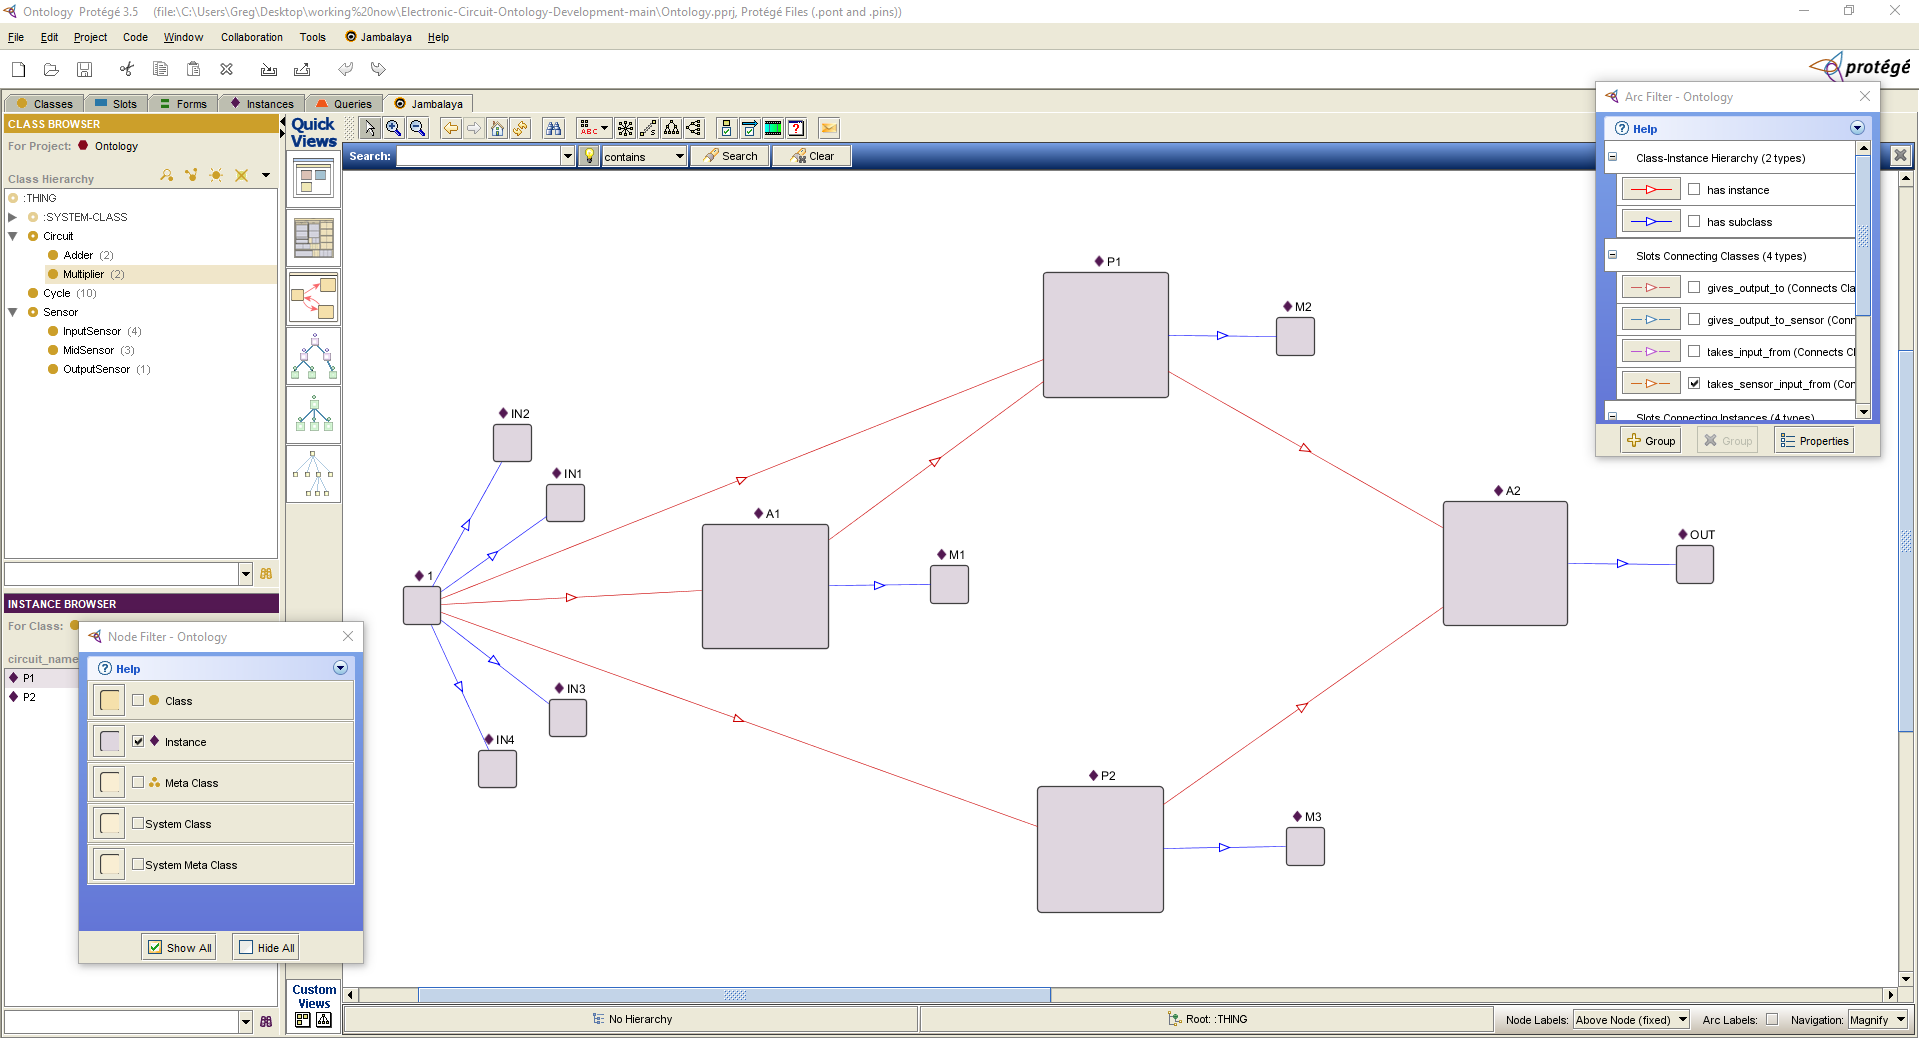 Ontology  Protégé 3.5    (file:\C:\Users\Greg\Desktop\working%20now\Electronic-Circuit-Ontology-Development-main\Ontology.pprj, Protégé Files (.pont and .pins))
File Edit Project Code Window Collaboration Tools Jambalaya Help
protégé
Classes Slots Forms Instances Queries Jambalaya
CLASS BROWSER
For Project: Ontology
Class Hierarchy
:THING
:SYSTEM-CLASS
Circuit
Adder (2)
Multiplier (2)
Cycle (10)
Sensor
InputSensor (4)
MidSensor (3)
OutputSensor (1)
INSTANCE BROWSER
For Class:
circuit_name
P1
P2
Node Filter - Ontology
Help
Class
Instance
Meta Class
System Class
System Meta Class
Show All Hide All
Quick
Views
Custom
Views
ABC
Search: contains Search Clear
P1
M2
IN2
IN1
A1
M1
1
A2
OUT
IN3
IN4
P2
M3
Arc Filter - Ontology
Help
Class-Instance Hierarchy (2 types)
has instance
has subclass
Slots Connecting Classes (4 types)
gives_output_to (Connects Cla
gives_output_to_sensor (Conn
takes_input_from (Connects Cl
takes_sensor_input_from (Con
Slots Connecting Instances (4 types)
Group Group Properties
No Hierarchy Root: :THING Node Labels: Above Node (fixed) Arc Labels: Navigation: Magnify